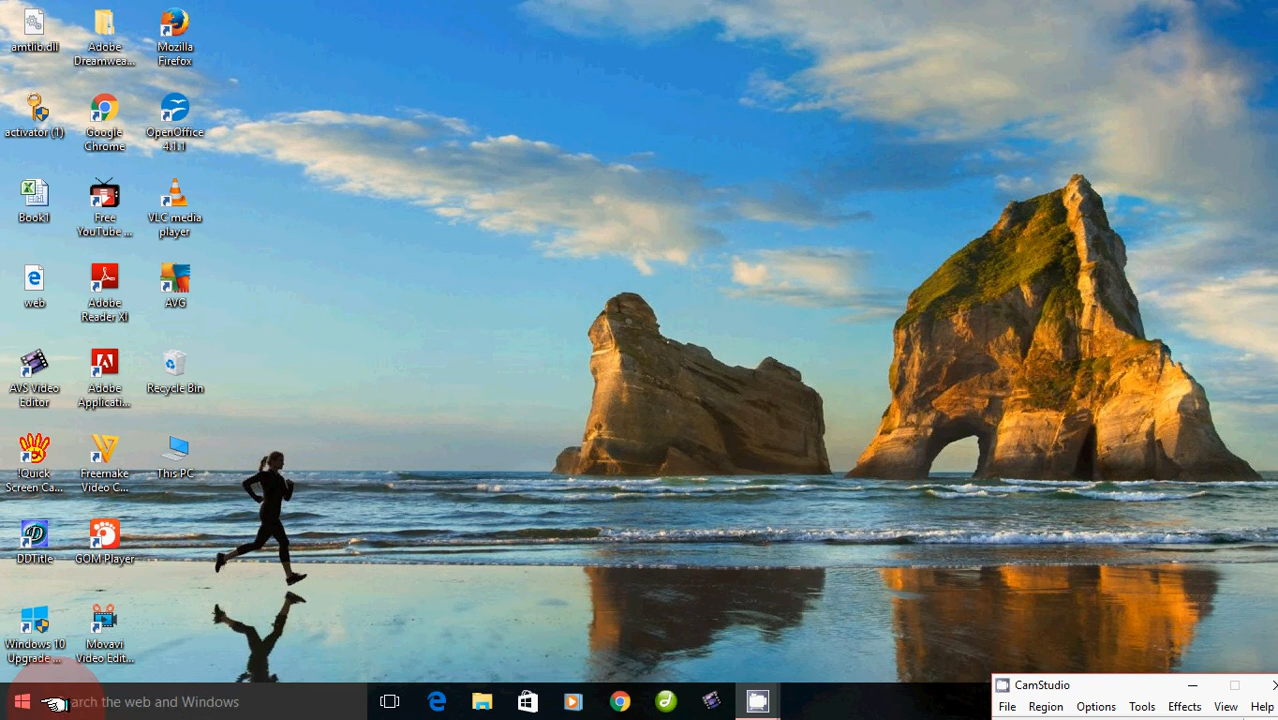 amtlib.dll
Adobe
Dreamwea...
Mozilla
Firefox
activator (1)
Google
Chrome
OpenOffice
4.1.1
Book1
Free
YouTube ...
VLC media
player
web
Adobe
Reader XI
AVG
AVS Video
Editor
Adobe
Applicati...
Recycle Bin
!Quick
Screen Ca...
Freemake
Video C...
This PC
DDTitle
GOM Player
Windows 10
Upgrade ...
Movavi
Video Edit...
arch the web and Windows
CamStudio
File Region Options Tools Effects View Help